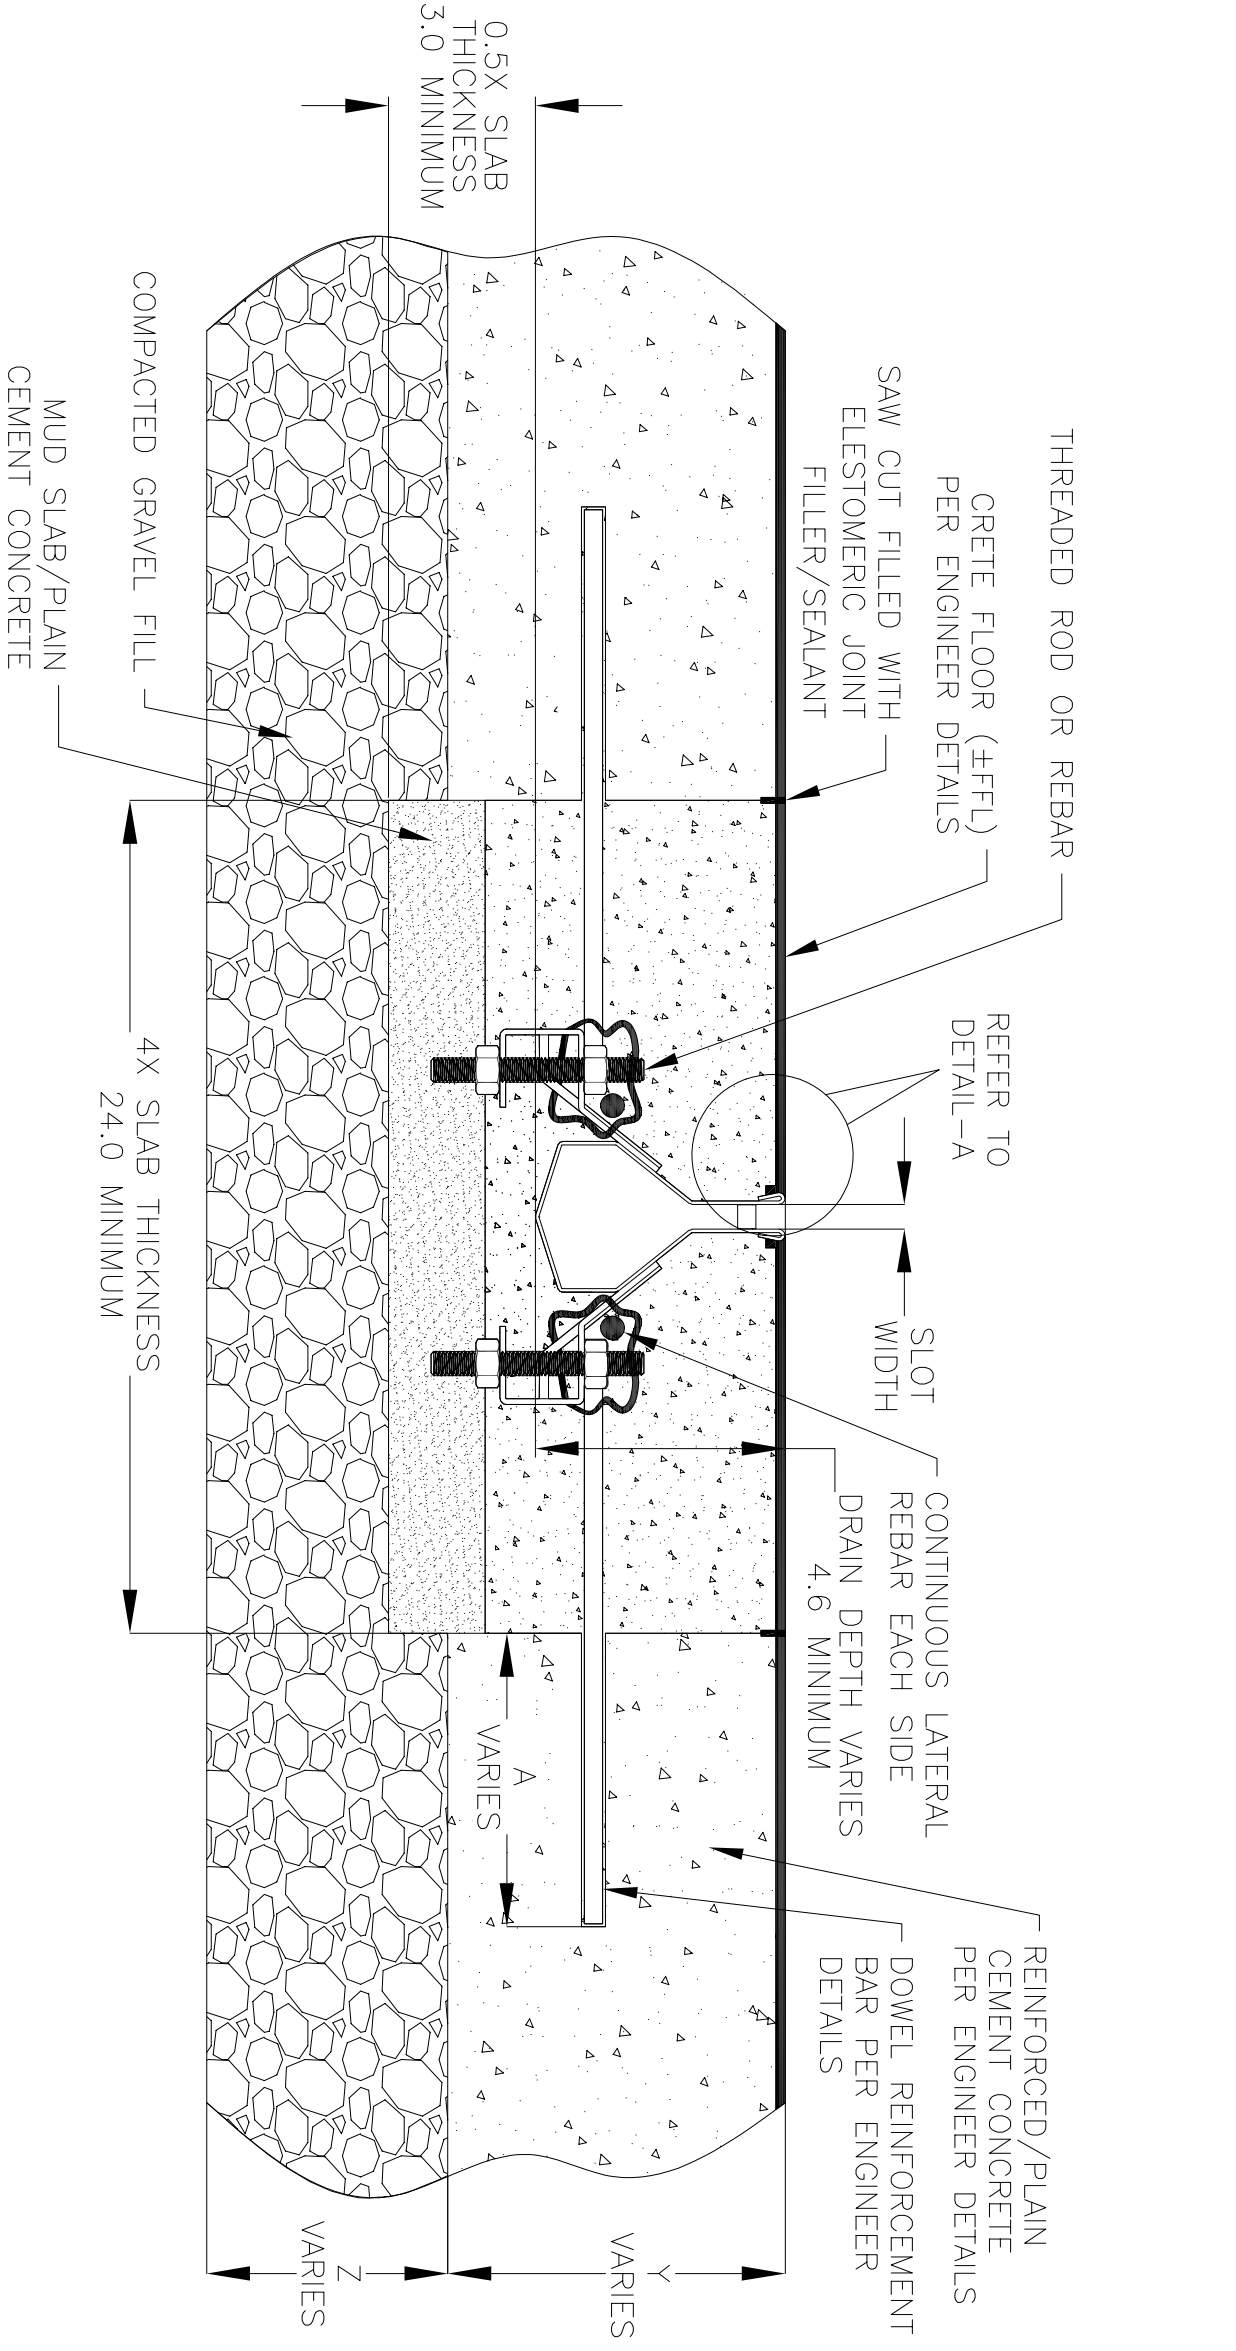 THREADED ROD OR REBAR
CRETE FLOOR (±FFL)
PER ENGINEER DETAILS
SAW CUT FILLED WITH
ELESTOMERIC JOINT
FILLER/SEALANT
REFER TO
DETAIL-A
SLOT
WIDTH
CONTINUOUS LATERAL
REBAR EACH SIDE
DRAIN DEPTH VARIES
4.6 MINIMUM
REINFORCED/PLAIN
CEMENT CONCRETE
PER ENGINEER DETAILS
DOWEL REINFORCEMENT
BAR PER ENGINEER
DETAILS
0.5X SLAB
THICKNESS
3.0 MINIMUM
A
VARIES
Y
VARIES
Z
VARIES
COMPACTED GRAVEL FILL
MUD SLAB/PLAIN
CEMENT CONCRETE
4X SLAB THICKNESS
24.0 MINIMUM